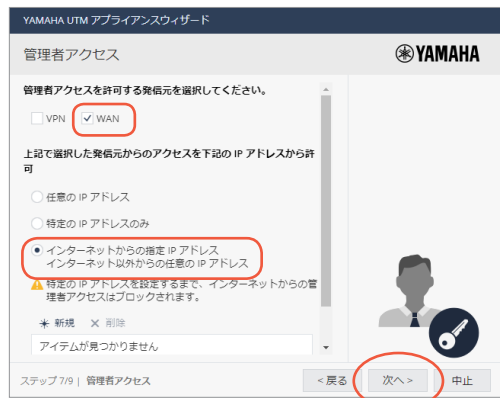 YAMAHA UTM アプライアンスウィザード
管理者アクセス
YAMAHA
管理者アクセスを許可する発信元を選択してください。
VPN
WAN
上記で選択した発信元からのアクセスを下記の IP アドレスから許
可
任意の IP アドレス
特定の IP アドレスのみ
インターネットからの指定 IP アドレス
インターネット以外からの任意の IP アドレス
特定の IP アドレスを設定するまで、インターネットからの管
理者アクセスはブロックされます。
新規
削除
アイテムが見つかりません
ステップ 7/9 | 管理者アクセス
< 戻る
次へ >
中止